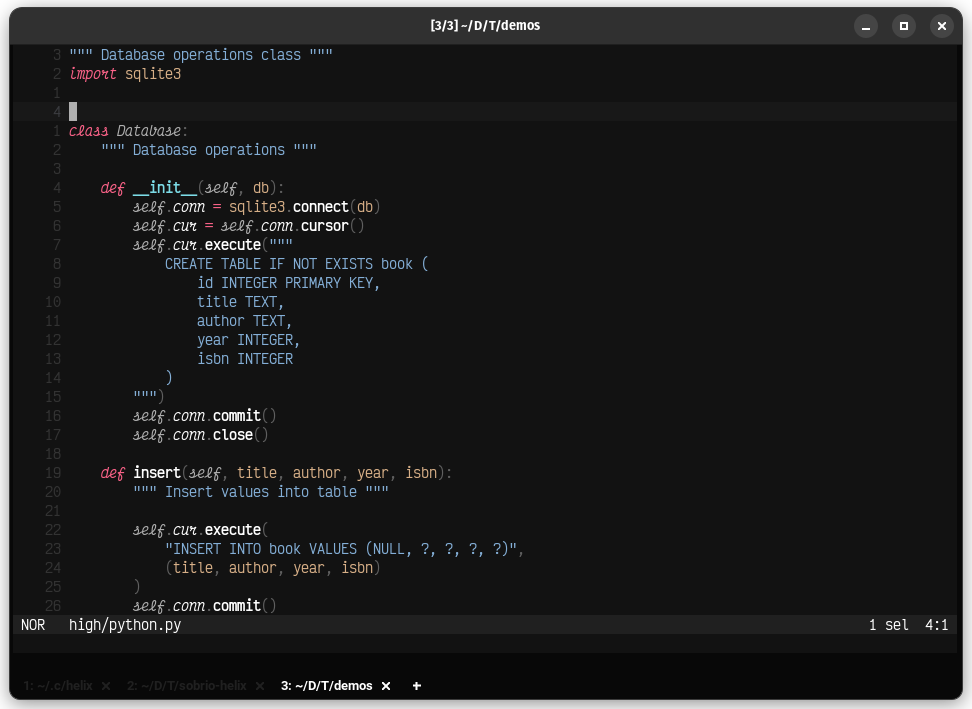 [3/3] ~/D/T/demos
3 """ Database operations class """
2 import sqlite3
1
4
1 class Database:
2     """ Database operations """
3
4     def __init__(self, db):
5         self.conn = sqlite3.connect(db)
6         self.cur = self.conn.cursor()
7         self.cur.execute("""
8             CREATE TABLE IF NOT EXISTS book (
9                 id INTEGER PRIMARY KEY,
10                 title TEXT,
11                 author TEXT,
12                 year INTEGER,
13                 isbn INTEGER
14             )
15         """)
16         self.conn.commit()
17         self.conn.close()
18
19     def insert(self, title, author, year, isbn):
20         """ Insert values into table """
21
22         self.cur.execute(
23             "INSERT INTO book VALUES (NULL, ?, ?, ?, ?)",
24             (title, author, year, isbn)
25         )
26         self.conn.commit()
NOR   high/python.py   1 sel  4:1
1: ~/.c/helix × 2: ~/D/T/sobrio-helix × 3: ~/D/T/demos × +